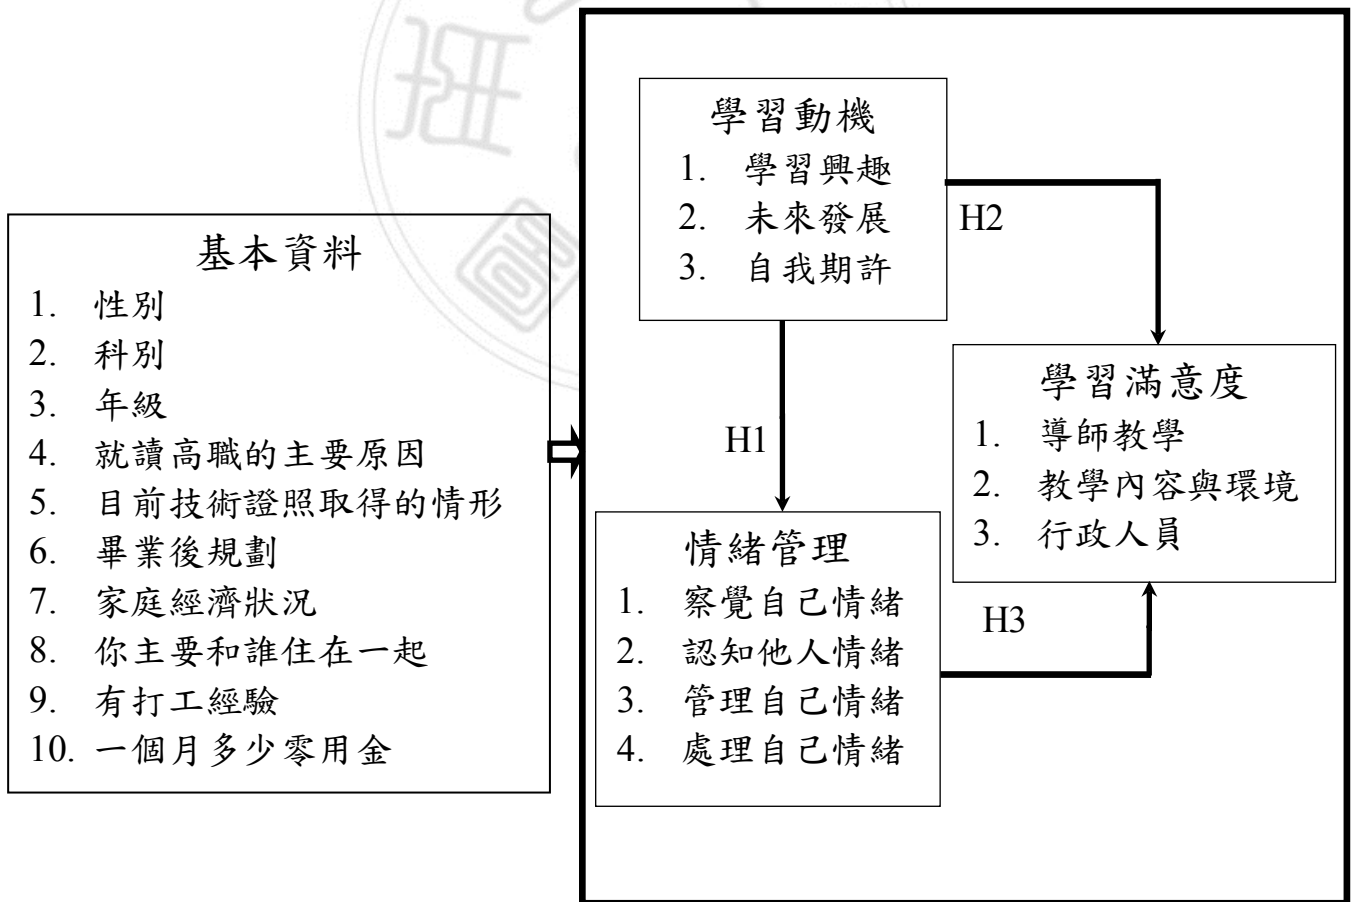 學習動機
1. 學習興趣
2. 未來發展
3. 自我期許
H2
基本資料
1. 性別
2. 科別
3. 年級
4. 就讀高職的主要原因
5. 目前技術證照取得的情形
6. 畢業後規劃
7. 家庭經濟狀況
8. 你主要和誰住在一起
9. 有打工經驗
10. 一個月多少零用金
H1
學習滿意度
1. 導師教學
2. 教學內容與環境
3. 行政人員
情緒管理
1. 察覺自己情緒
2. 認知他人情緒
3. 管理自己情緒
4. 處理自己情緒
H3